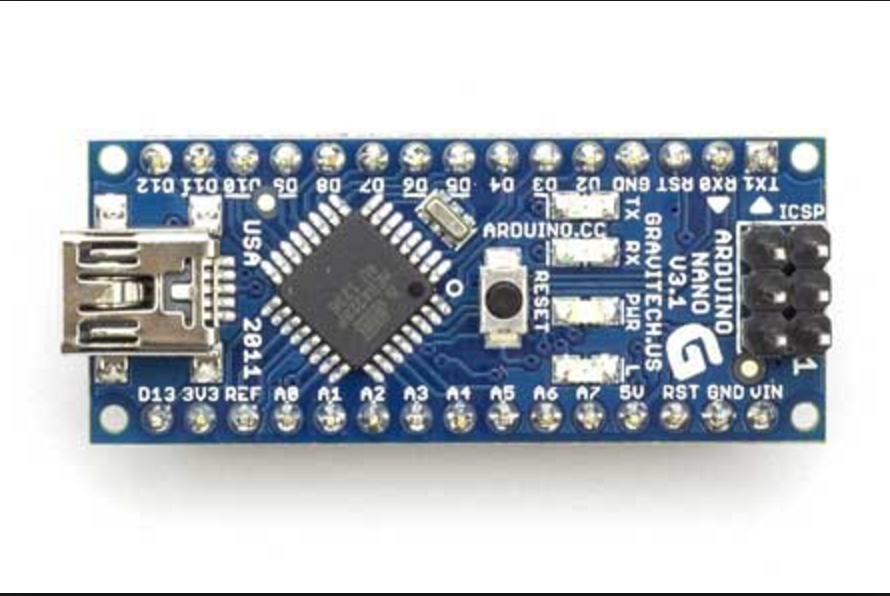 D12 D11 D10 D9 D8 D7 D6 D5 D4 D3 D2 GND RST RX0 TX1
ICSP
ARDUINO.CC
USA
2011
RESET
TX
RX
PWR
L
GRAVITECH.US
ARDUINO
NANO
V3.1
G
1
D13 3V3 REF A0 A1 A2 A3 A4 A5 A6 A7 5V RST GND VIN